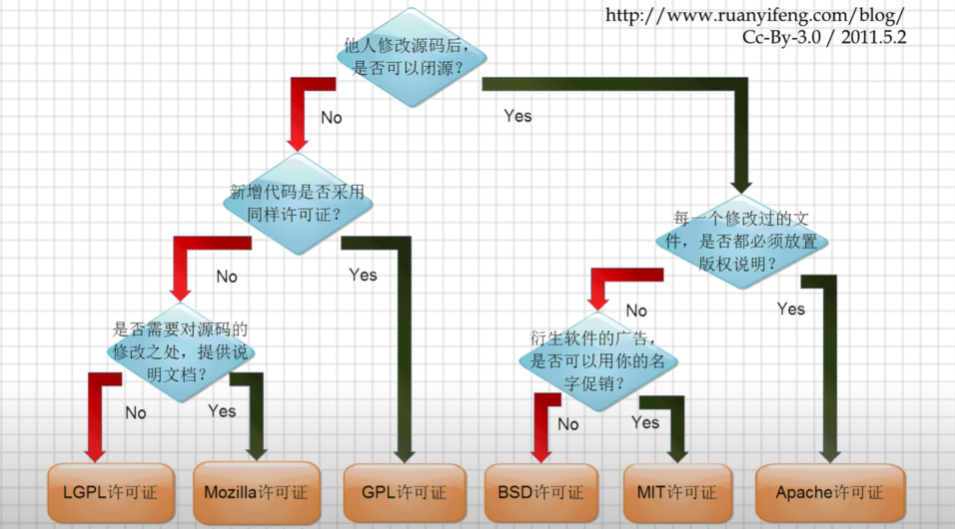 http://www.ruanyifeng.com/blog/
Cc-By-3.0 / 2011.5.2
他人修改源码后，
是否可以闭源？
No
Yes
新增代码是否采用
同样许可证？
每一个修改过的文
件，是否都必须放置
版权说明？
No
Yes
No
Yes
是否需要对源码的
修改之处，提供说
明文档？
衍生软件的广告，
是否可以用你的名
字促销？
No
Yes
No
Yes
LGPL许可证
Mozilla许可证
GPL许可证
BSD许可证
MIT许可证
Apache许可证